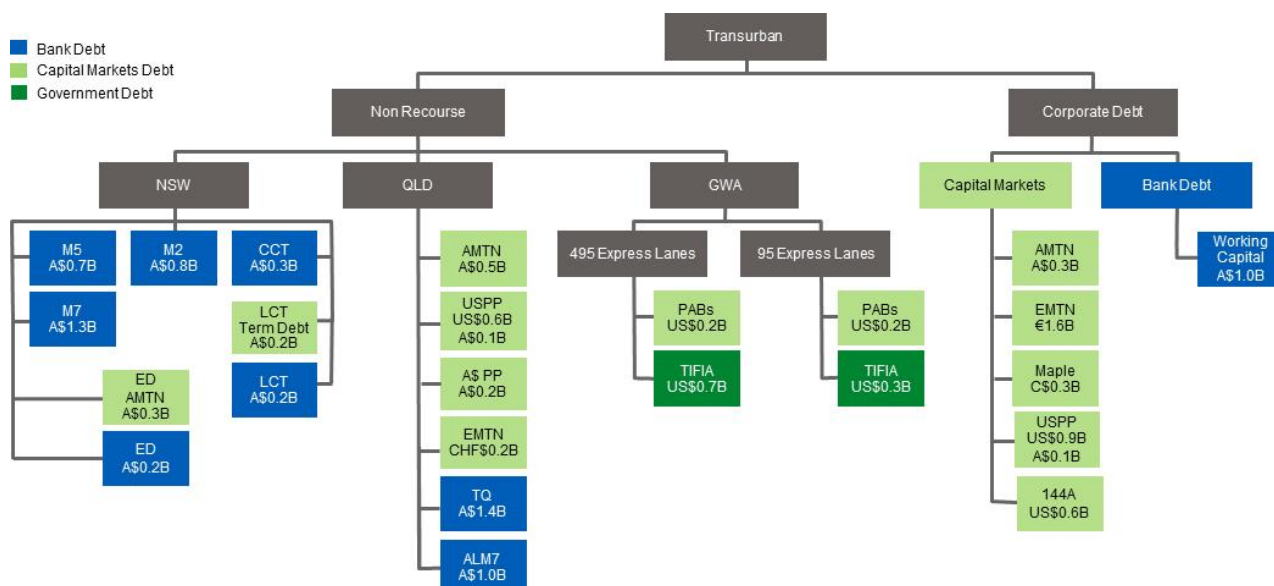 Transurban
Bank Debt
Capital Markets Debt
Government Debt
Non Recourse
Corporate Debt
NSW
QLD
GWA
Capital Markets
Bank Debt
M5
A$0.7B
M2
A$0.8B
CCT
A$0.3B
M7
A$1.3B
LCT
Term Debt
A$0.2B
LCT
A$0.2B
ED
AMTN
A$0.3B
ED
A$0.2B
AMTN
A$0.5B
USPP
US$0.6B
A$0.1B
A$ PP
A$0.2B
EMTN
CHF$0.2B
TQ
A$1.4B
ALM7
A$1.0B
495 Express Lanes
95 Express Lanes
PABs
US$0.2B
TIFIA
US$0.7B
PABs
US$0.2B
TIFIA
US$0.3B
AMTN
A$0.3B
EMTN
€1.6B
Maple
C$0.3B
USPP
US$0.9B
A$0.1B
144A
US$0.6B
Working
Capital
A$1.0B